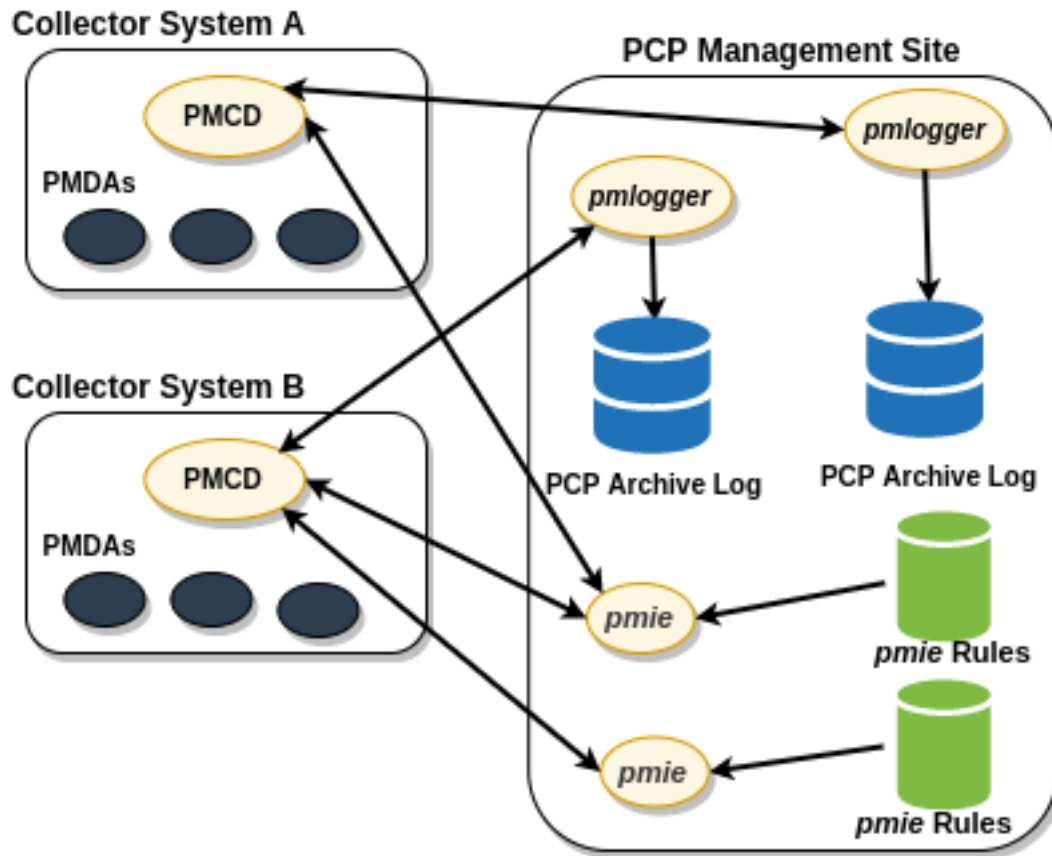 Collector System A
PCP Management Site
PMCD
pmlogger
PMDAs
pmlogger
Collector System B
PMCD
PCP Archive Log
PCP Archive Log
PMDAs
pmie
pmie Rules
pmie
pmie Rules